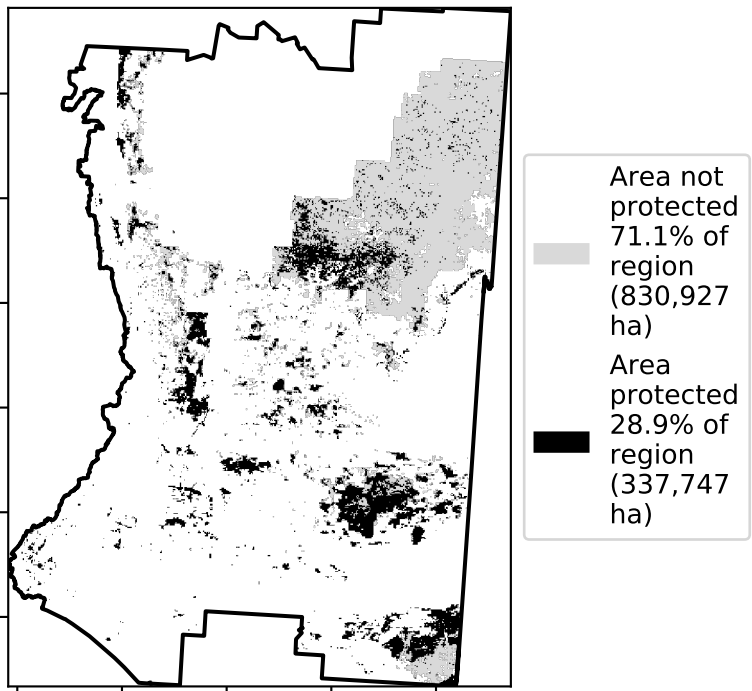 Area not
protected
71.1% of
region
(830,927
ha)
Area
protected
28.9% of
region
(337,747
ha)